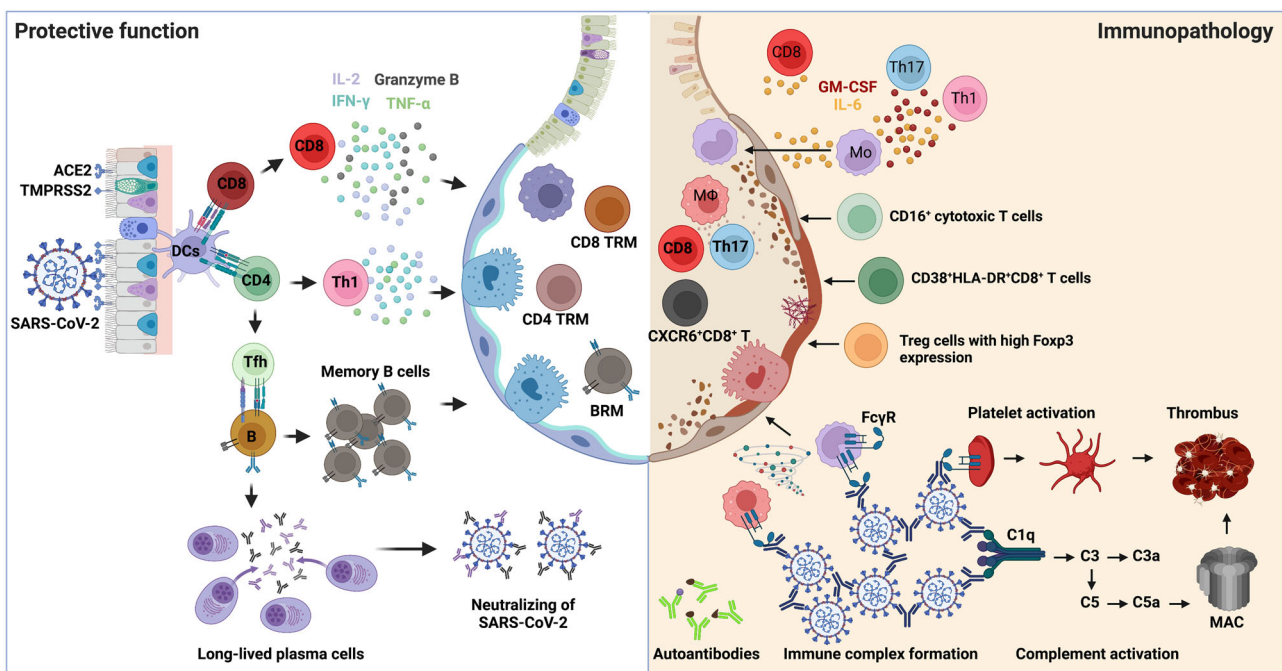 Protective function
IL-2 Granzyme B
IFN-γ TNF-α
ACE2
TMPRSS2
CD8
CD8
DCs
CD4
Th1
SARS-CoV-2
Tfh
B
Memory B cells
CD8 TRM
CD4 TRM
BRM
Long-lived plasma cells
Neutralizing of
SARS-CoV-2
Immunopathology
CD8
Th17
Th1
GM-CSF
IL-6
Mo
MΦ
CD8
Th17
CXCR6⁺CD8⁺ T
CD16⁺ cytotoxic T cells
CD38⁺HLA-DR⁺CD8⁺ T cells
Treg cells with high Foxp3
expression
FcγR
Platelet activation
Thrombus
C1q
C3
C3a
C5
C5a
MAC
Autoantibodies
Immune complex formation
Complement activation